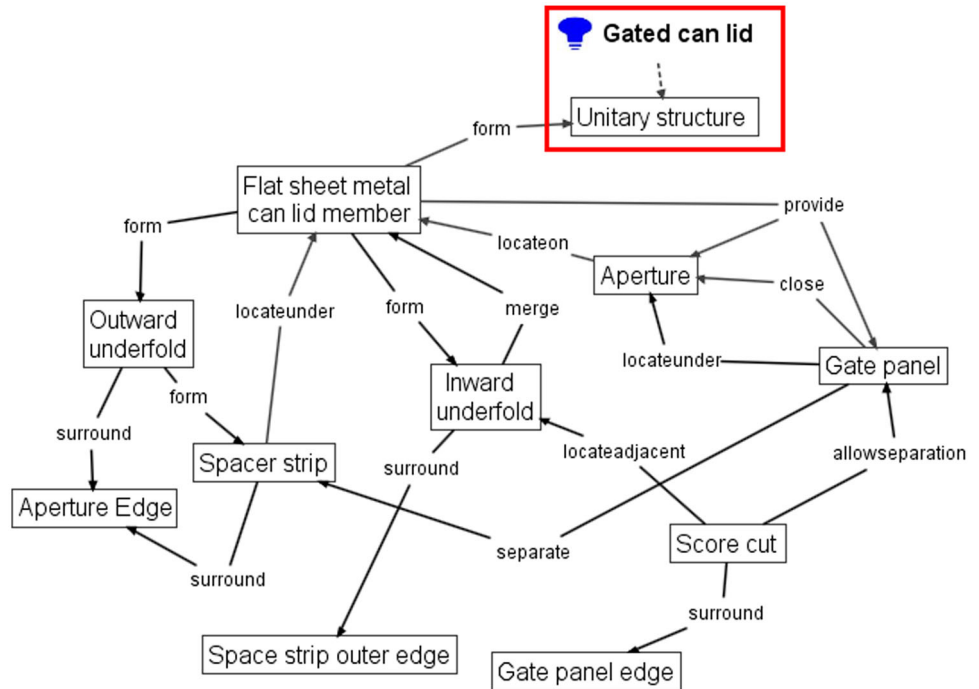 Gated can lid
Unitary structure
form
Flat sheet metal
can lid member
provide
form
locateon
Aperture
close
locateunder
form
merge
Outward
underfold
locateunder
Gate panel
Inward
underfold
form
surround
locateadjacent
allowseparation
Spacer strip
surround
Aperture Edge
separate
Score cut
surround
surround
Space strip outer edge
Gate panel edge